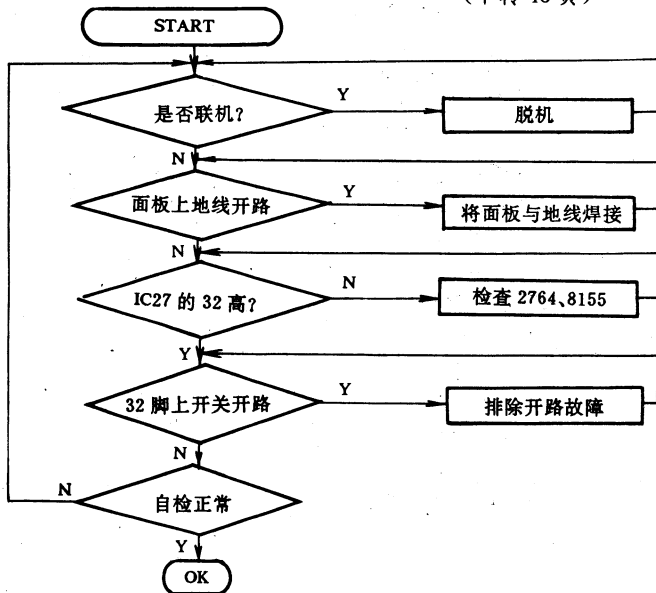 START
是否联机?
Y
脱机
N
面板上地线开路
Y
将面板与地线焊接
N
IC27 的 32 高?
N
检查 2764、8155
Y
32 脚上开关开路
Y
排除开路故障
N
N
自检正常
Y
OK